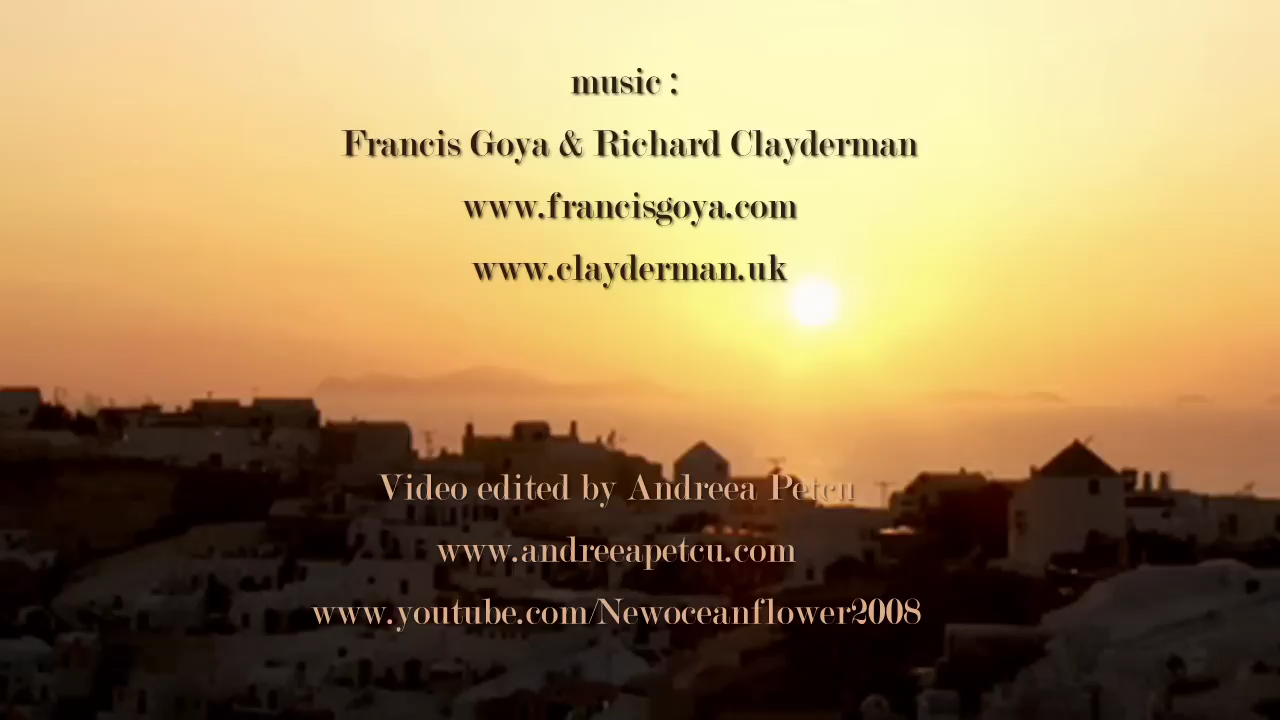 music :
Francis Goya & Richard Clayderman
www.francisgoya.com
www.clayderman.uk
Video edited by Andreea Petcu
www.andreeapetcu.com
www.youtube.com/Newoceanflower2008